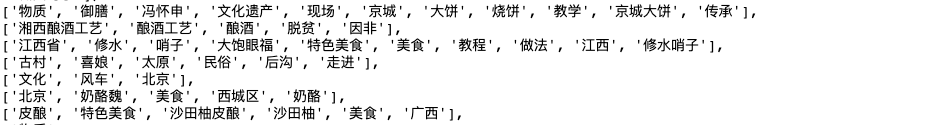 ['物质', '御膳', '冯怀申', '文化遗产', '现场', '京城', '大饼', '烧饼', '教学', '京城大饼', '传承'],
['湘西酿酒工艺', '酿酒工艺', '酿酒', '脱贫', '因非'],
['江西省', '修水', '哨子', '大饱眼福', '特色美食', '美食', '教程', '做法', '江西', '修水哨子'],
['古村', '喜娘', '太原', '民俗', '后沟', '走进'],
['文化', '风车', '北京'],
['北京', '奶酪魏', '美食', '西城区', '奶酪'],
['皮酿', '特色美食', '沙田柚皮酿', '沙田柚', '美食', '广西'],